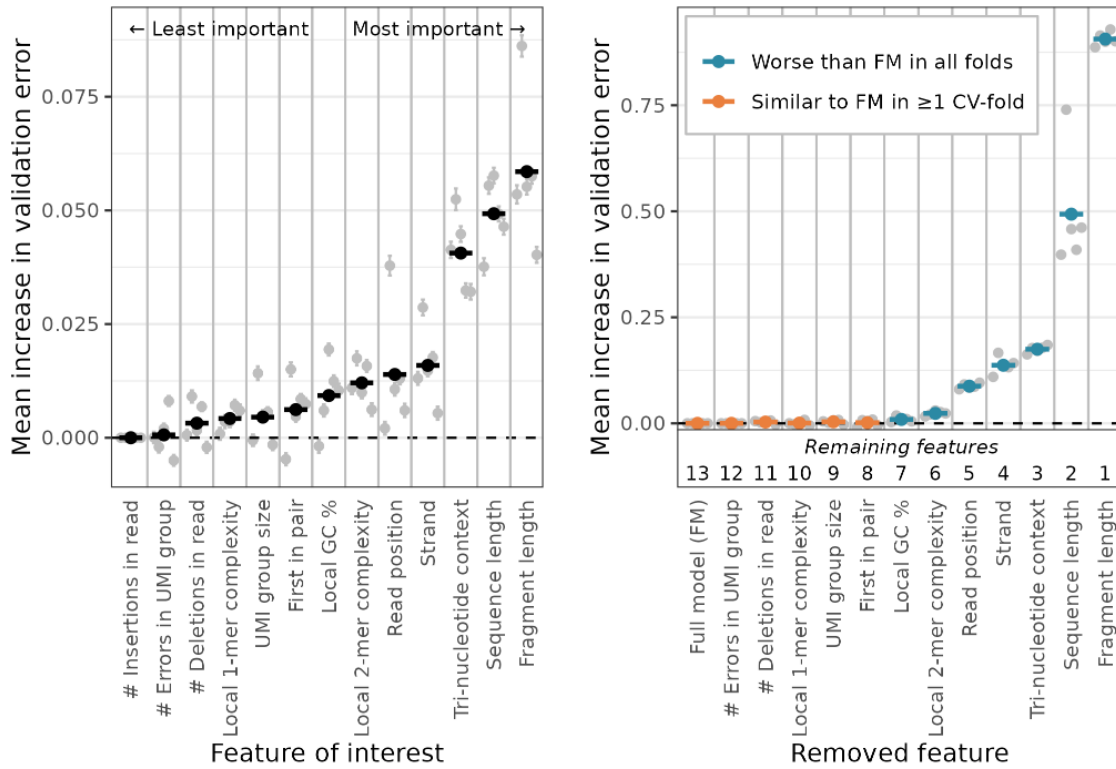 ← Least important
Most important →
Mean increase in validation error
0.075
0.050
0.025
0.000
# Insertions in read
# Errors in UMI group
# Deletions in read
Local 1-mer complexity
UMI group size
First in pair
Local GC %
Local 2-mer complexity
Read position
Strand
Tri-nucleotide context
Sequence length
Fragment length
Feature of interest
Mean increase in validation error
0.75
0.50
0.25
0.00
Worse than FM in all folds
Similar to FM in ≥1 CV-fold
Remaining features
13 12 11 10 9 8 7 6 5 4 3 2 1
Full model (FM)
# Errors in UMI group
# Deletions in read
Local 1-mer complexity
UMI group size
First in pair
Local GC %
Local 2-mer complexity
Read position
Strand
Tri-nucleotide context
Sequence length
Fragment length
Removed feature